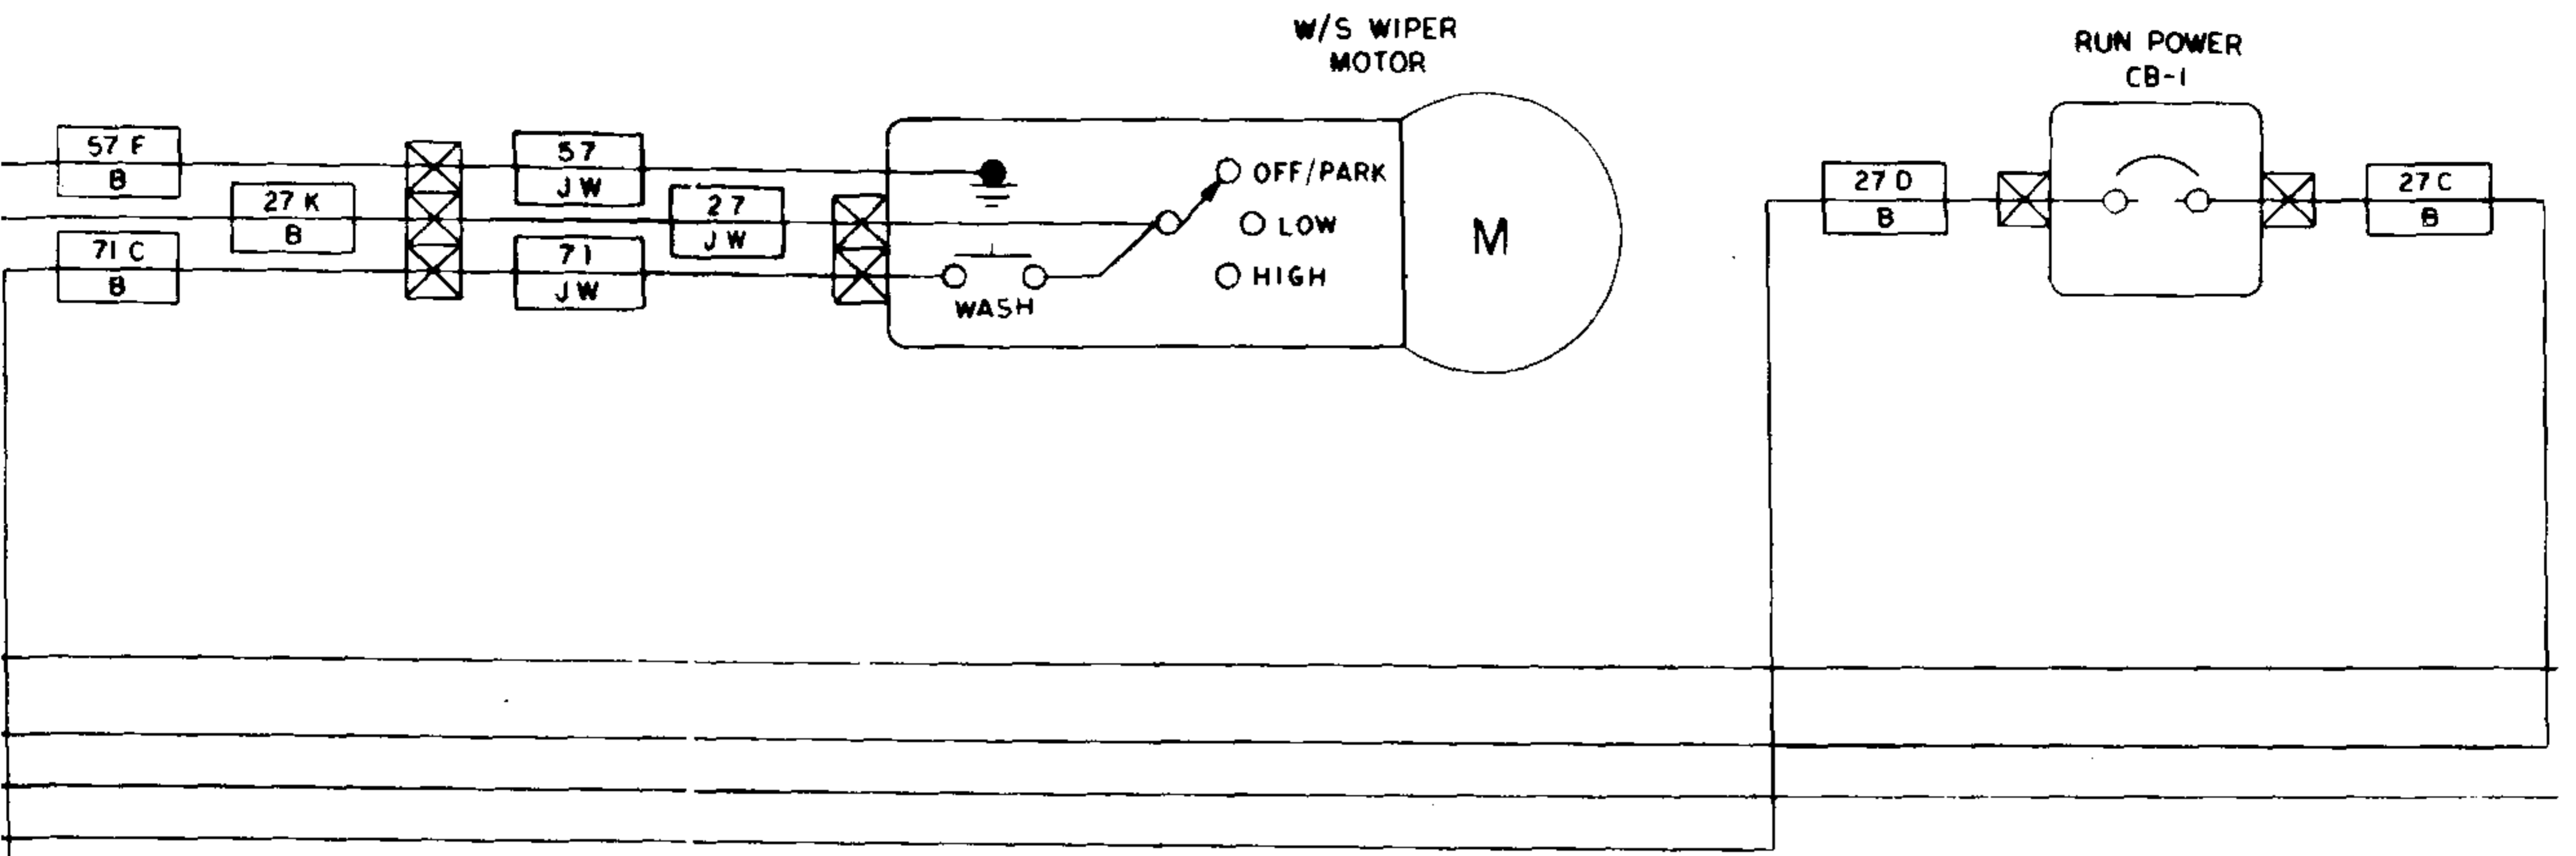 W/S WIPER
MOTOR
RUN POWER
CB-1
57 F
B
27 K
B
71 C
B
57
JW
27
JW
71
JW
WASH
OFF/PARK
LOW
HIGH
M
27 D
B
27 C
B